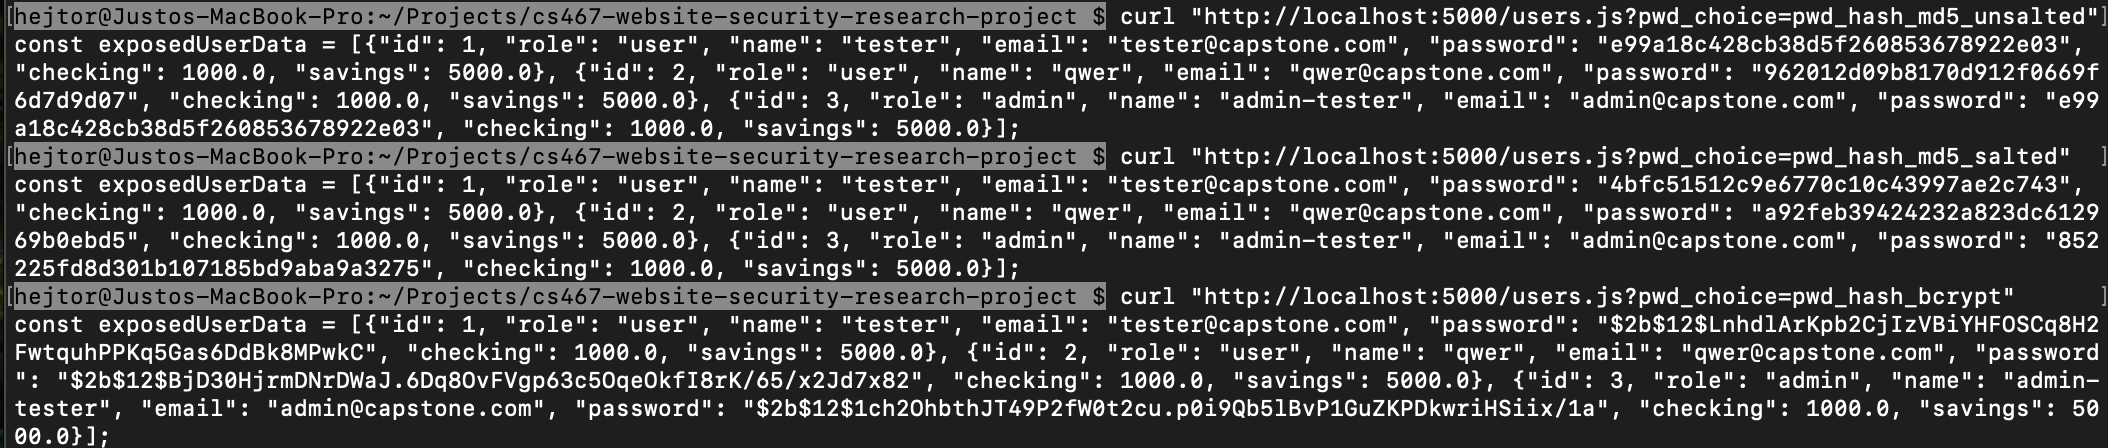 [hejtor@Justos-MacBook-Pro:~/Projects/cs467-website-security-research-project $ curl "http://localhost:5000/users.js?pwd_choice=pwd_hash_md5_unsalted"]
const exposedUserData = [{"id": 1, "role": "user", "name": "tester", "email": "tester@capstone.com", "password": "e99a18c428cb38d5f260853678922e03",
"checking": 1000.0, "savings": 5000.0}, {"id": 2, "role": "user", "name": "qwer", "email": "qwer@capstone.com", "password": "962012d09b8170d912f0669f
6d7d9d07", "checking": 1000.0, "savings": 5000.0}, {"id": 3, "role": "admin", "name": "admin-tester", "email": "admin@capstone.com", "password": "e99
a18c428cb38d5f260853678922e03", "checking": 1000.0, "savings": 5000.0}];
[hejtor@Justos-MacBook-Pro:~/Projects/cs467-website-security-research-project $ curl "http://localhost:5000/users.js?pwd_choice=pwd_hash_md5_salted" ]
const exposedUserData = [{"id": 1, "role": "user", "name": "tester", "email": "tester@capstone.com", "password": "4bfc51512c9e6770c10c43997ae2c743",
"checking": 1000.0, "savings": 5000.0}, {"id": 2, "role": "user", "name": "qwer", "email": "qwer@capstone.com", "password": "a92feb39424232a823dc6129
69b0ebd5", "checking": 1000.0, "savings": 5000.0}, {"id": 3, "role": "admin", "name": "admin-tester", "email": "admin@capstone.com", "password": "852
225fd8d301b107185bd9aba9a3275", "checking": 1000.0, "savings": 5000.0}];
[hejtor@Justos-MacBook-Pro:~/Projects/cs467-website-security-research-project $ curl "http://localhost:5000/users.js?pwd_choice=pwd_hash_bcrypt" ]
const exposedUserData = [{"id": 1, "role": "user", "name": "tester", "email": "tester@capstone.com", "password": "$2b$12$LnhdlArKpb2CjIzVBiYHFOSCq8H2
FwtquhPPKq5Gas6DdBk8MPwkC", "checking": 1000.0, "savings": 5000.0}, {"id": 2, "role": "user", "name": "qwer", "email": "qwer@capstone.com", "password
": "$2b$12$BjD30HjrmDNrDWaJ.6Dq8OvFVgp63c5OqeOkfI8rK/65/x2Jd7x82", "checking": 1000.0, "savings": 5000.0}, {"id": 3, "role": "admin", "name": "admin-
tester", "email": "admin@capstone.com", "password": "$2b$12$1ch2OhbthJT49P2fW0t2cu.p0i9Qb5lBvP1GuZKPDkwriHSiix/1a", "checking": 1000.0, "savings": 50
00.0}];